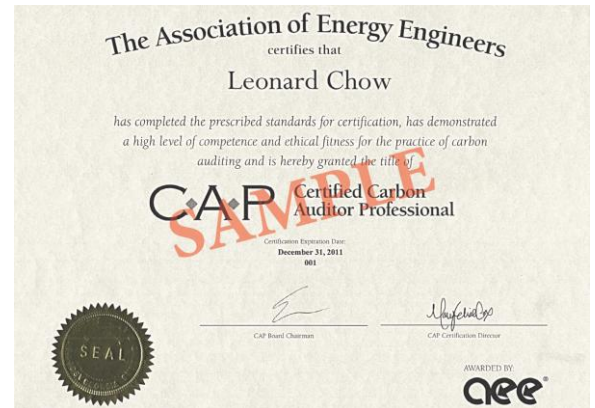 The Association of Energy Engineers
certifies that
Leonard Chow
has completed the prescribed standards for certification, has demonstrated
a high level of competence and ethical fitness for the practice of carbon
auditing and is hereby granted the title of
CAP Certified Carbon
Auditor Professional
SAMPLE
Certification Expiration Date:
December 31, 2011
001
CAP Board Chairman
CAP Certification Director
SEAL
AWARDED BY:
aee